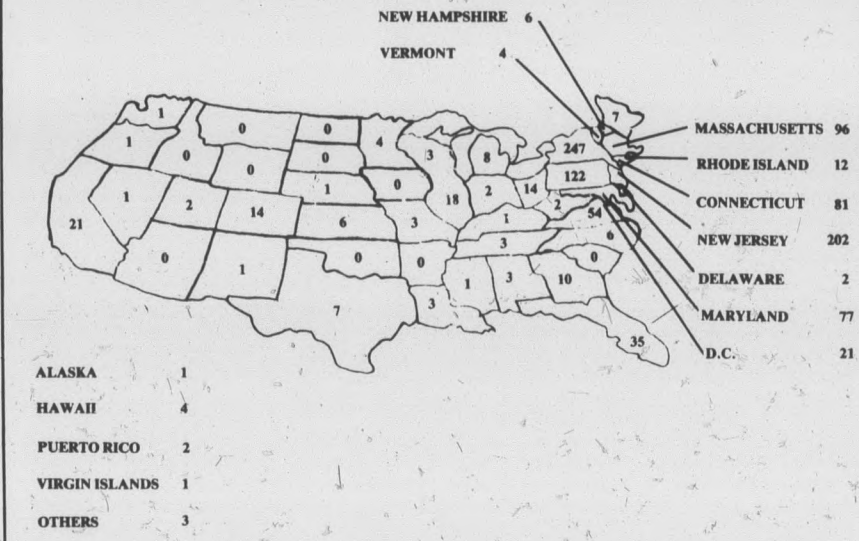 NEW HAMPSHIRE 6
VERMONT 4
1
7
0
0
4
MASSACHUSETTS 96
1
3
247
0
0
8
RHODE ISLAND 12
0
122
1
0
2
14
CONNECTICUT 81
1
2
14
18
2
54
21
6
3
1
6
NEW JERSEY 202
3
0
0
1
0
0
1
3
10
DELAWARE 2
7
3
MARYLAND 77
35
D.C. 21
ALASKA 1
HAWAII 4
PUERTO RICO 2
VIRGIN ISLANDS 1
OTHERS 3